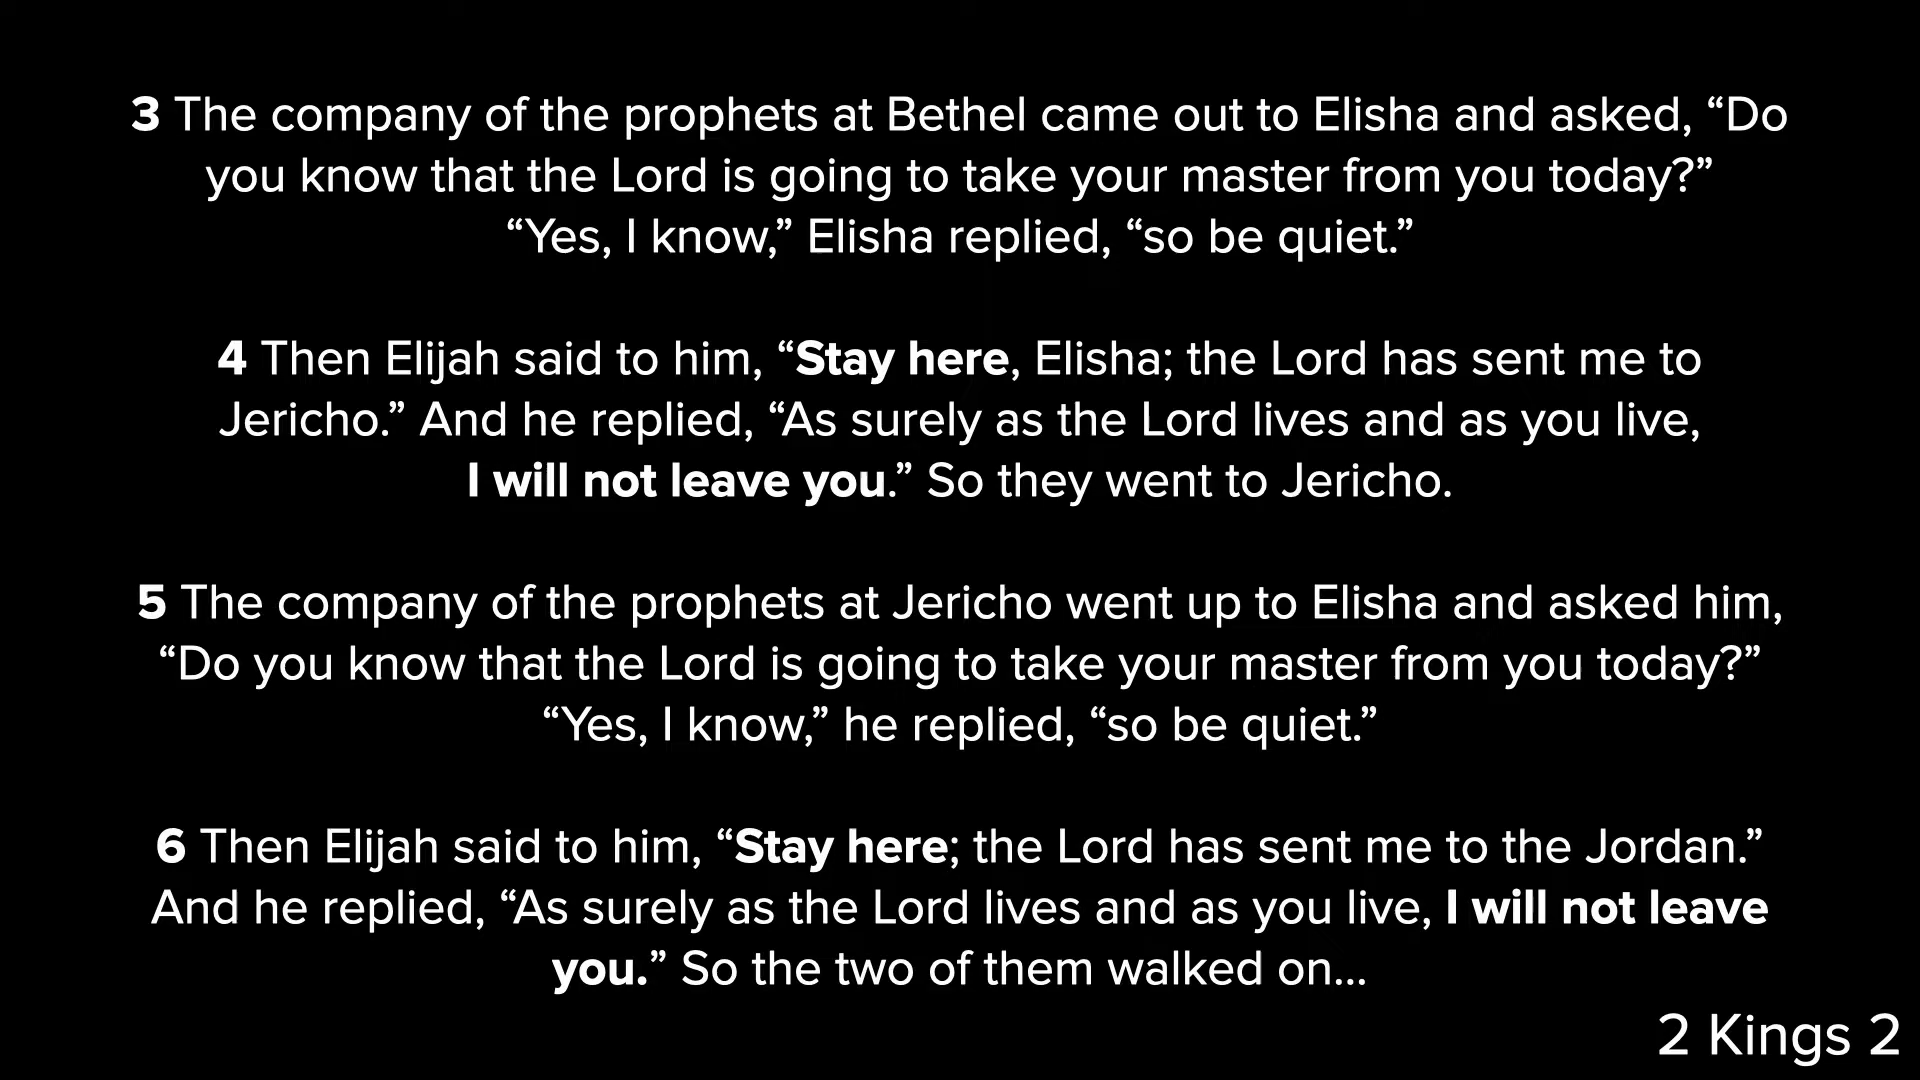 3 The company of the prophets at Bethel came out to Elisha and asked, “Do
you know that the Lord is going to take your master from you today?”
“Yes, I know,” Elisha replied, “so be quiet.”
4 Then Elijah said to him, “Stay here, Elisha; the Lord has sent me to
Jericho.” And he replied, “As surely as the Lord lives and as you live,
I will not leave you.” So they went to Jericho.
5 The company of the prophets at Jericho went up to Elisha and asked him,
“Do you know that the Lord is going to take your master from you today?”
“Yes, I know,” he replied, “so be quiet.”
6 Then Elijah said to him, “Stay here; the Lord has sent me to the Jordan.”
And he replied, “As surely as the Lord lives and as you live, I will not leave
you.” So the two of them walked on...
2 Kings 2